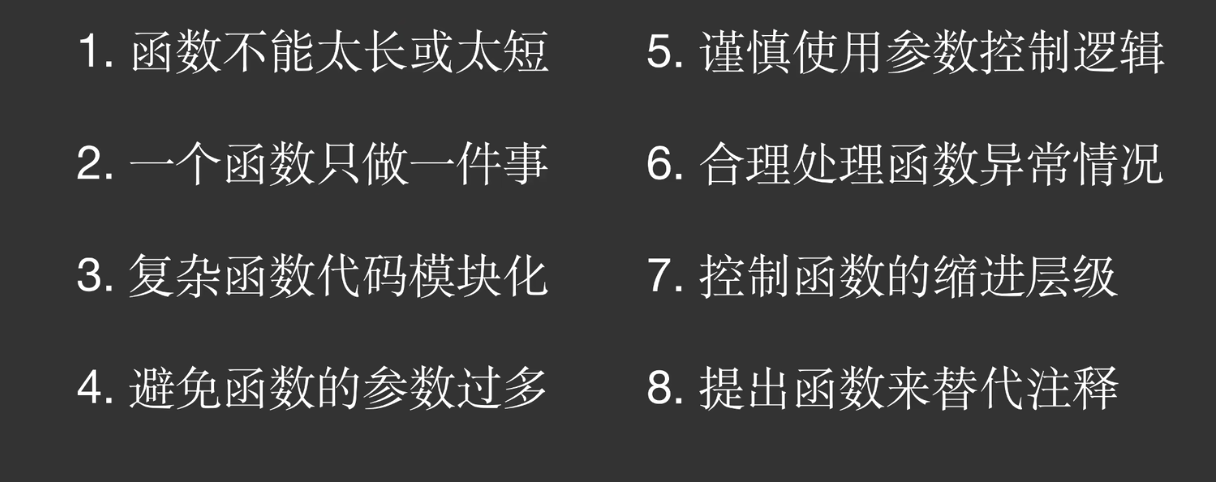 1. 函数不能太长或太短
2. 一个函数只做一件事
3. 复杂函数代码模块化
4. 避免函数的参数过多
5. 谨慎使用参数控制逻辑
6. 合理处理函数异常情况
7. 控制函数的缩进层级
8. 提出函数来替代注释